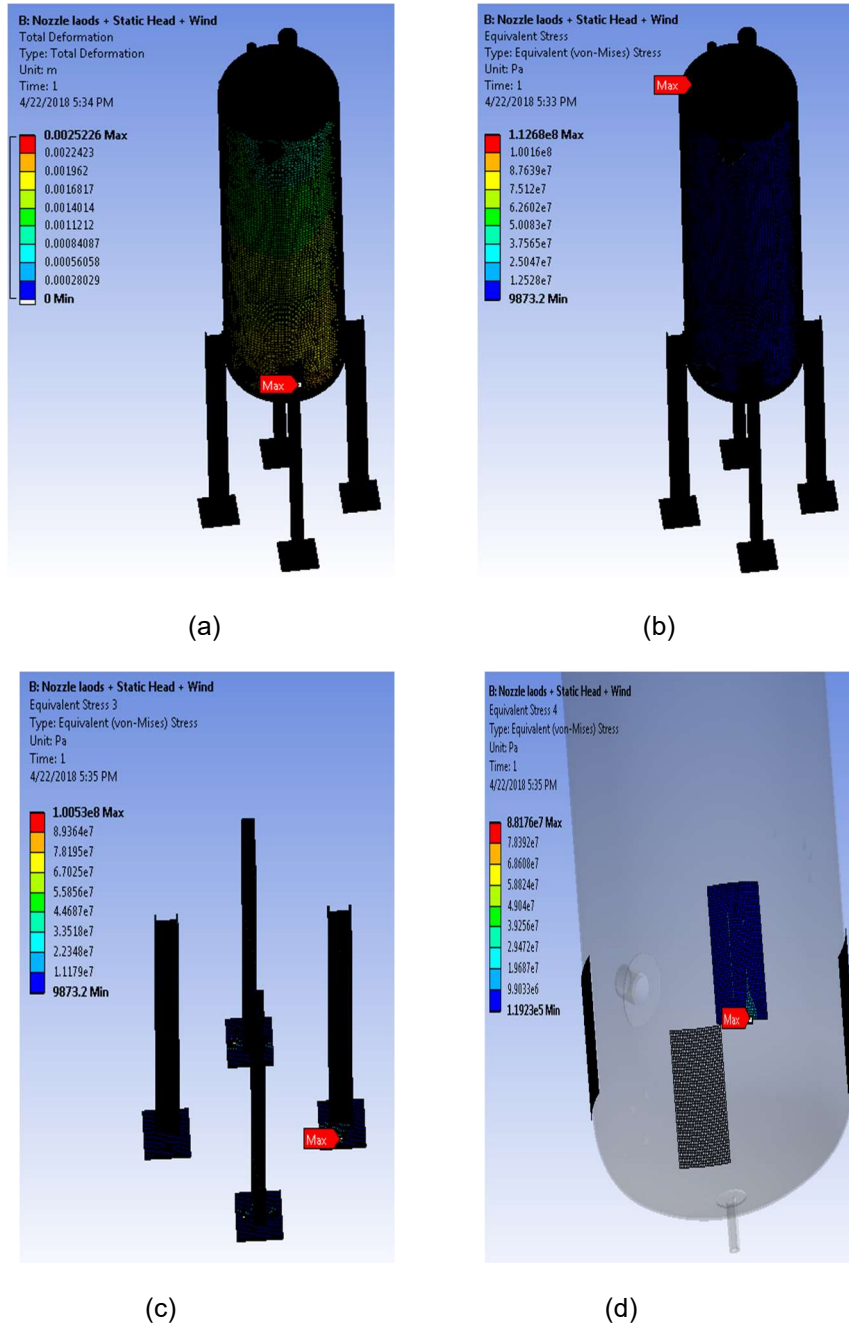 B: Nozzle laods + Static Head + Wind
Total Deformation
Type: Total Deformation
Unit: m
Time: 1
4/22/2018 5:34 PM
0.0025226 Max
0.0022423
0.001962
0.0016817
0.0014014
0.0011212
0.00084087
0.00056058
0.00028029
0 Min
Max
(a)
B: Nozzle laods + Static Head + Wind
Equivalent Stress
Type: Equivalent (von-Mises) Stress
Unit: Pa
Time: 1
4/22/2018 5:33 PM
Max
1.1268e8 Max
1.0016e8
8.7639e7
7.512e7
6.2602e7
5.0083e7
3.7565e7
2.5047e7
1.2528e7
9873.2 Min
(b)
B: Nozzle laods + Static Head + Wind
Equivalent Stress 3
Type: Equivalent (von-Mises) Stress
Unit: Pa
Time: 1
4/22/2018 5:35 PM
1.0053e8 Max
8.9364e7
7.8195e7
6.7025e7
5.5856e7
4.4687e7
3.3518e7
2.2348e7
1.1179e7
9873.2 Min
Max
(c)
B: Nozzle laods + Static Head + Wind
Equivalent Stress 4
Type: Equivalent (von-Mises) Stress
Unit: Pa
Time: 1
4/22/2018 5:35 PM
8.8176e7 Max
7.8392e7
6.8608e7
5.8824e7
4.904e7
3.9256e7
2.9472e7
1.9687e7
9.9033e6
1.1923e5 Min
Max
(d)